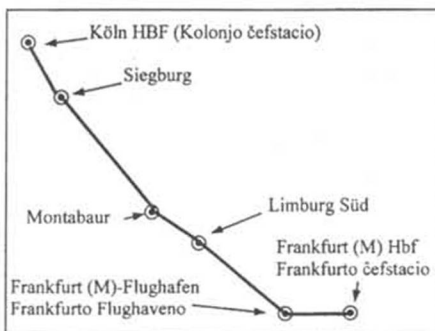 Köln HBF (Kolonjo ĉefstacio)
Siegburg
Montabaur
Limburg Süd
Frankfurt (M) Hbf
Frankfurto ĉefstacio
Frankfurt (M)-Flughafen
Frankfurto Flughaveno